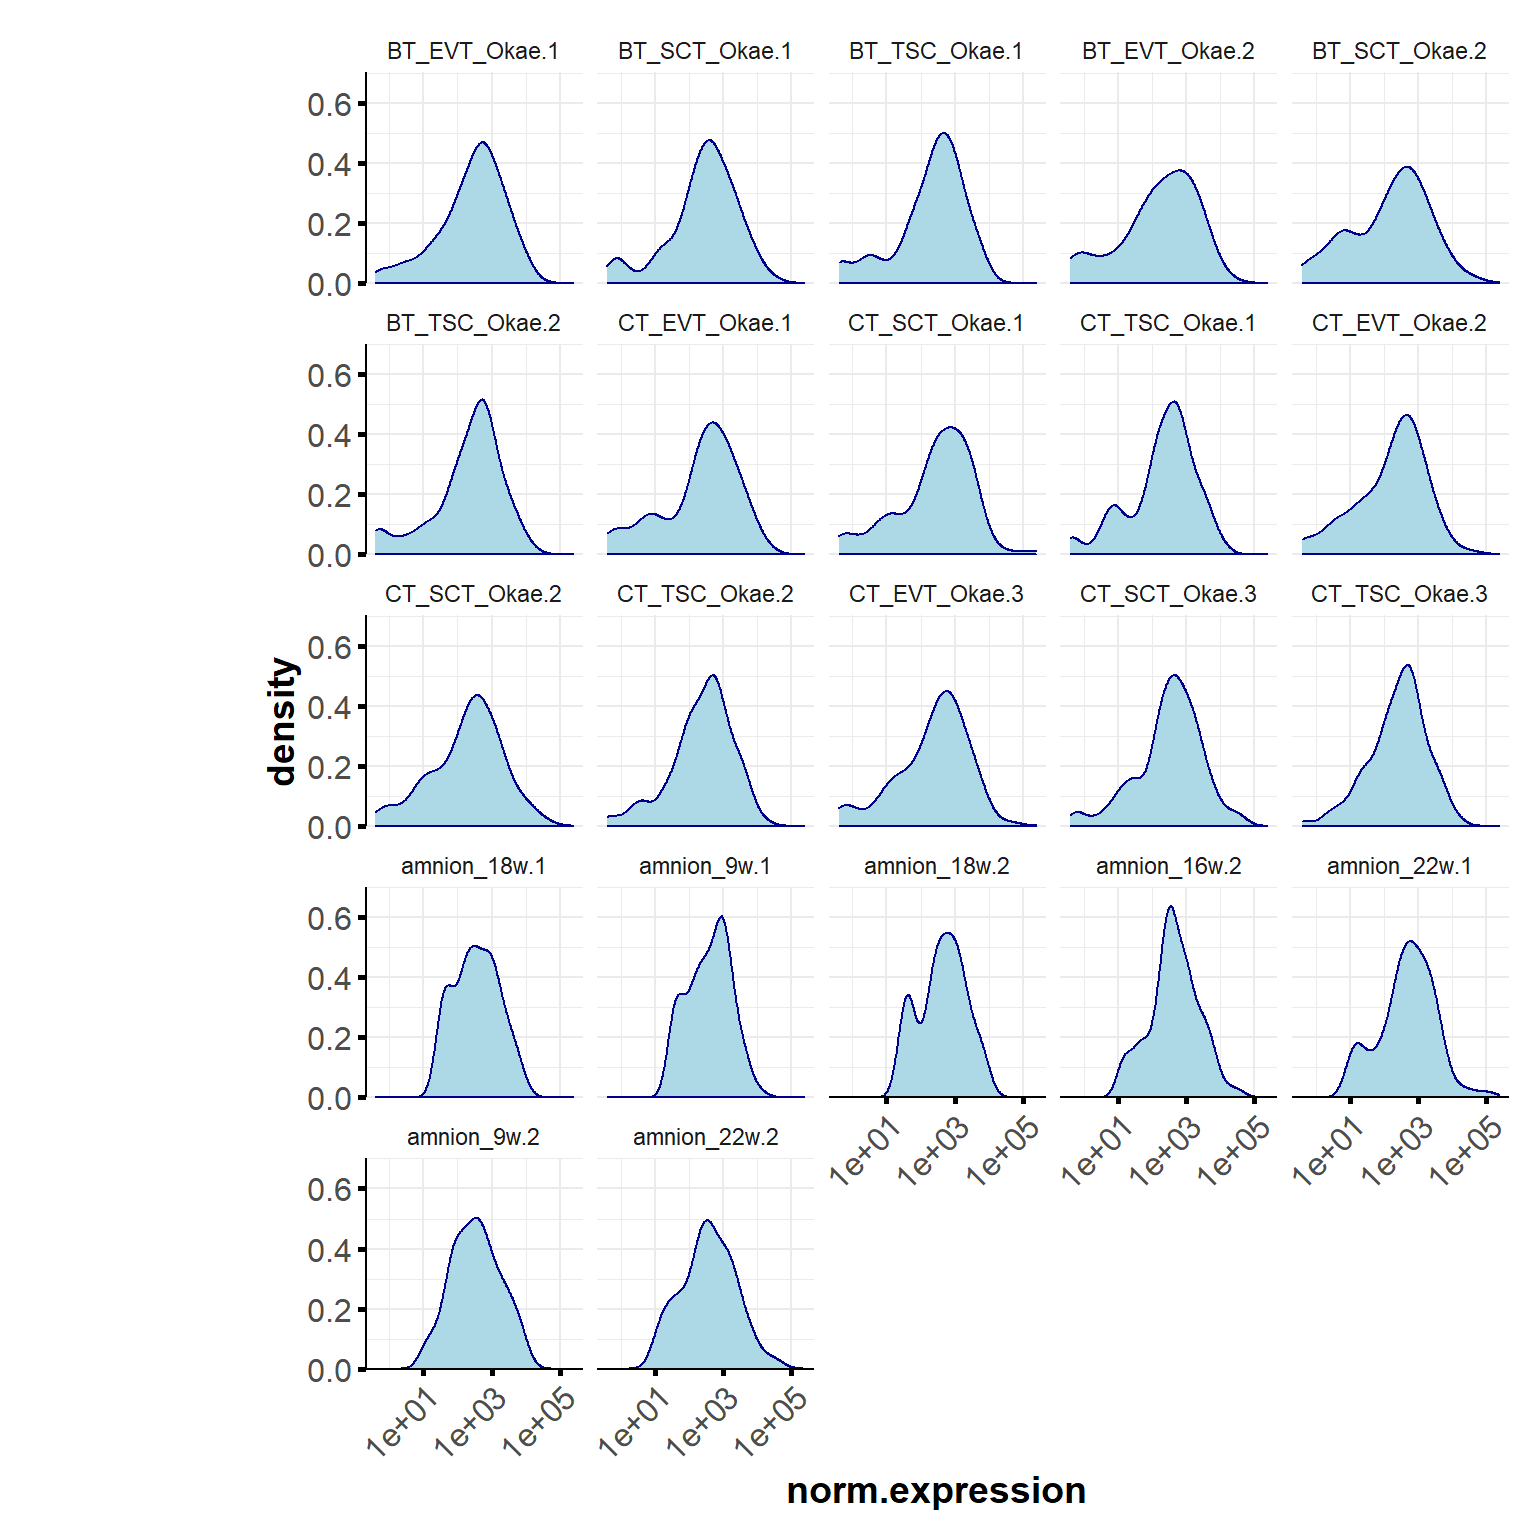 BT_EVT_Okae.1 BT_SCT_Okae.1 BT_TSC_Okae.1 BT_EVT_Okae.2 BT_SCT_Okae.2
0.6
0.4
0.2
0.0
BT_TSC_Okae.2 CT_EVT_Okae.1 CT_SCT_Okae.1 CT_TSC_Okae.1 CT_EVT_Okae.2
0.6
0.4
0.2
0.0
CT_SCT_Okae.2 CT_TSC_Okae.2 CT_EVT_Okae.3 CT_SCT_Okae.3 CT_TSC_Okae.3
0.6
0.4
0.2
0.0
density
amnion_18w.1 amnion_9w.1 amnion_18w.2 amnion_16w.2 amnion_22w.1
0.6
0.4
0.2
0.0
1e+01 1e+03 1e+05 1e+01 1e+03 1e+05 1e+01 1e+03 1e+05
amnion_9w.2 amnion_22w.2
0.6
0.4
0.2
0.0
1e+01 1e+03 1e+05 1e+01 1e+03 1e+05
norm.expression